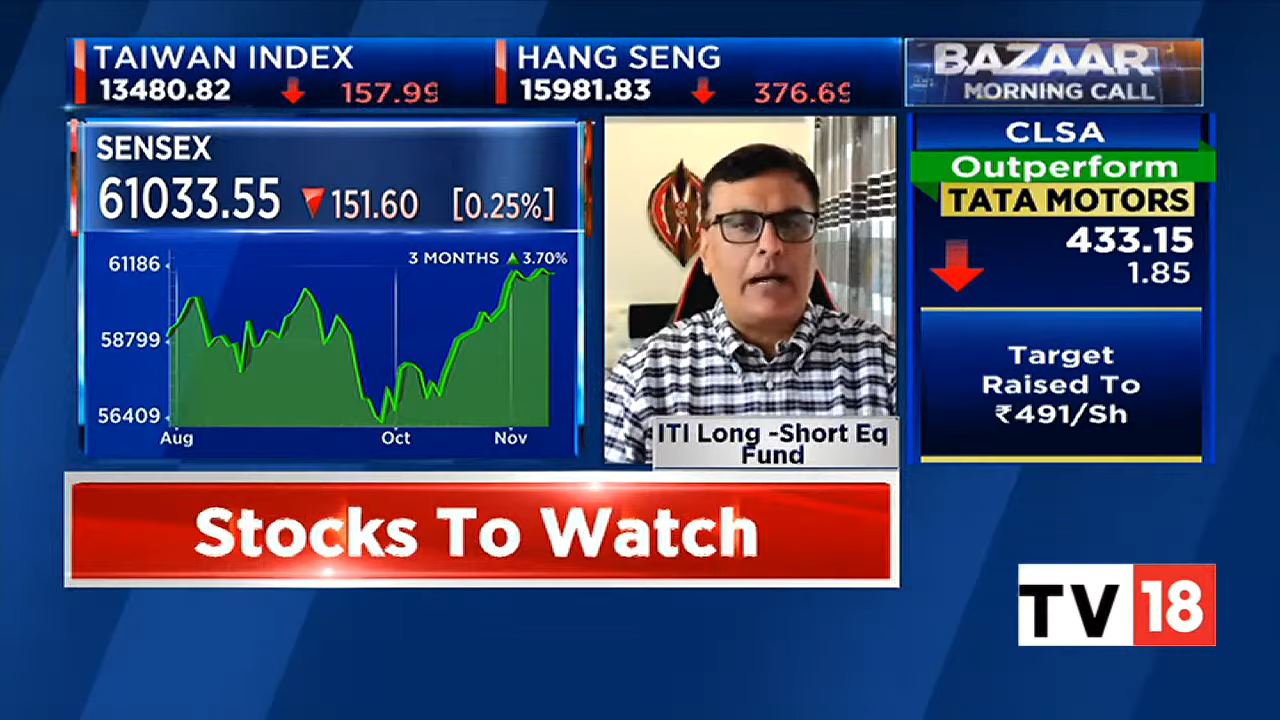 TAIWAN INDEX
13480.82 157.99
HANG SENG
15981.83 376.69
BAZAAR
MORNING CALL
SENSEX
61033.55 151.60 [0.25%]
3 MONTHS 3.70%
61186
58799
56409
Aug Oct Nov
ITI Long -Short Eq
Fund
CLSA
Outperform
TATA MOTORS
433.15
1.85
Target
Raised To
₹491/Sh
Stocks To Watch
TV18